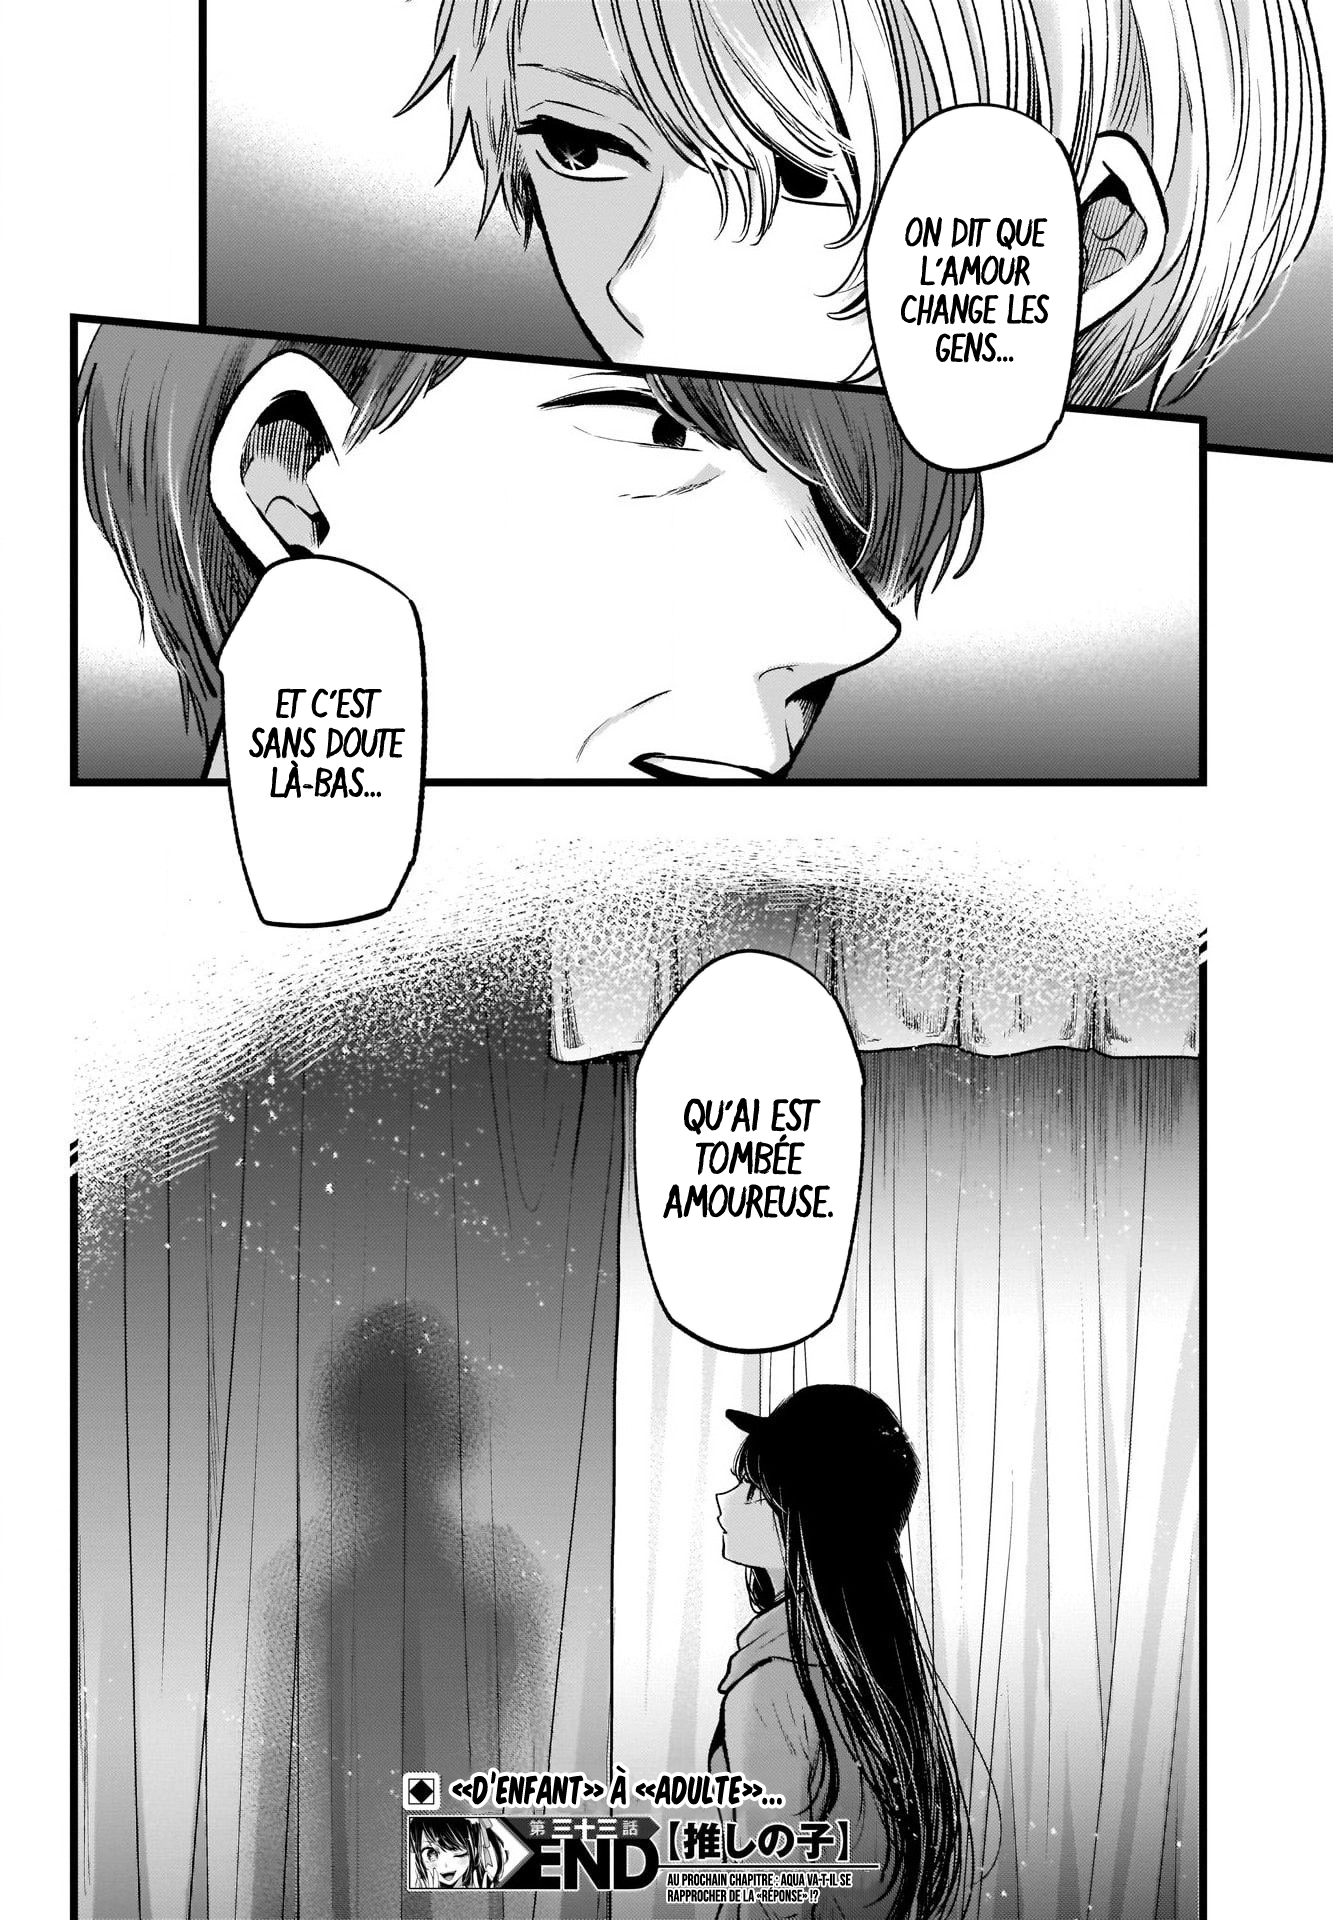 ON DIT QUE
L'AMOUR
CHANGE LES
GENS...
ET C'EST
SANS DOUTE
LÀ-BAS...
QU'AI EST
TOMBÉE
AMOUREUSE.
«D'ENFANT» À «ADULTE»...
第三十三話
END
【推しの子】
AU PROCHAIN CHAPITRE : AQUA VA-T-IL SE
RAPPROCHER DE LA «RÉPONSE» !?